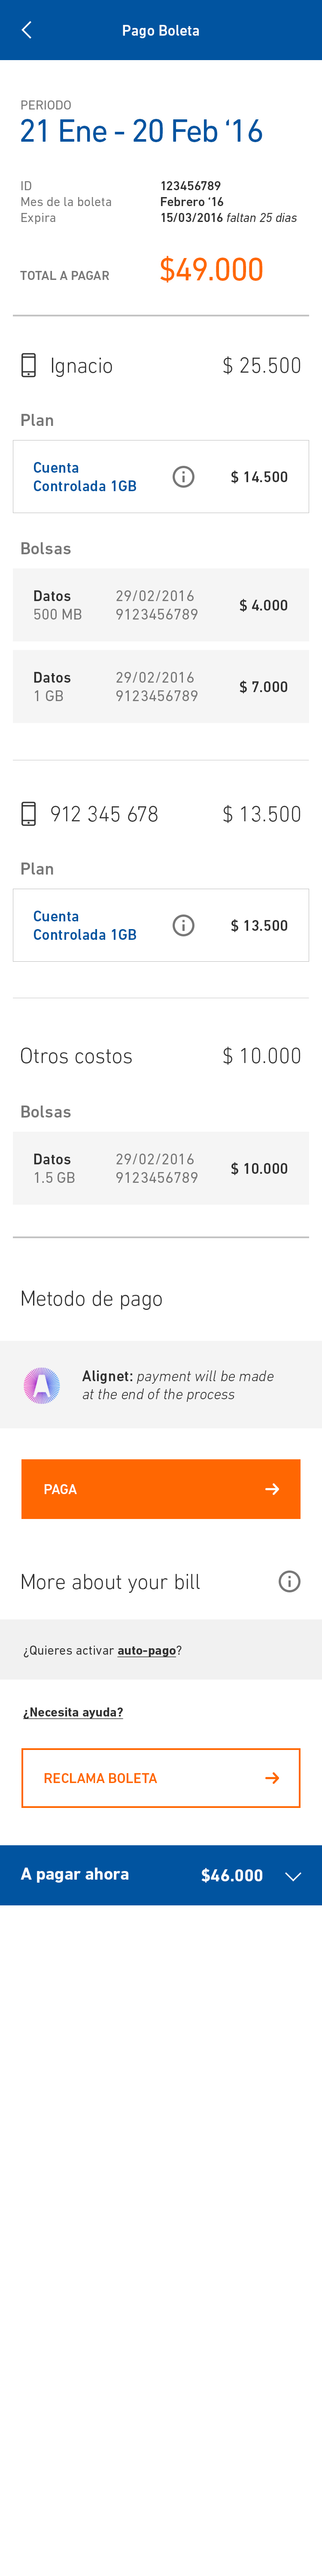 Pago Boleta
PERIODO
21 Ene - 20 Feb ‘16
ID 123456789
Mes de la boleta Febrero ‘16
Expira 15/03/2016 faltan 25 dias
TOTAL A PAGAR $49.000
Ignacio $ 25.500
Plan
Cuenta
Controlada 1GB $ 14.500
Bolsas
Datos 29/02/2016
500 MB 9123456789 $ 4.000
Datos 29/02/2016
1 GB 9123456789 $ 7.000
912 345 678 $ 13.500
Plan
Cuenta
Controlada 1GB $ 13.500
Otros costos $ 10.000
Bolsas
Datos 29/02/2016
1.5 GB 9123456789 $ 10.000
Metodo de pago
Alignet: payment will be made
at the end of the process
PAGA
More about your bill
¿Quieres activar auto-pago?
¿Necesita ayuda?
RECLAMA BOLETA
A pagar ahora $46.000